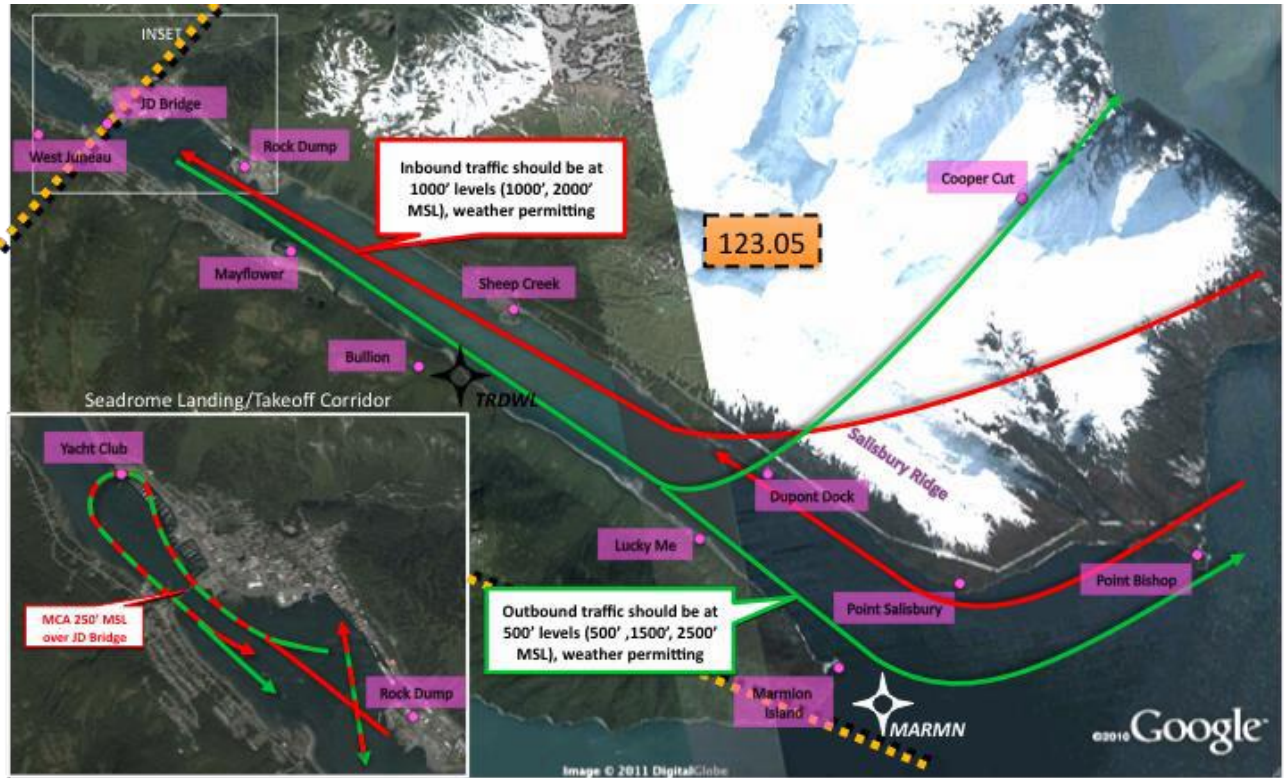 INSET
JD Bridge
West Juneau
Rock Dump
Inbound traffic should be at
1000' levels (1000', 2000'
MSL), weather permitting
Cooper Cut
123.05
Mayflower
Sheep Creek
Bullion
TRDWL
Seadrome Landing/Takeoff Corridor
Yacht Club
Salisbury Ridge
Dupont Dock
Lucky Me
Point Bishop
Point Salisbury
MCA 250' MSL
over JD Bridge
Outbound traffic should be at
500' levels (500' ,1500', 2500'
MSL), weather permitting
Rock Dump
Marmion
Island
MARMN
©2010 Google
Image © 2011 DigitalGlobe